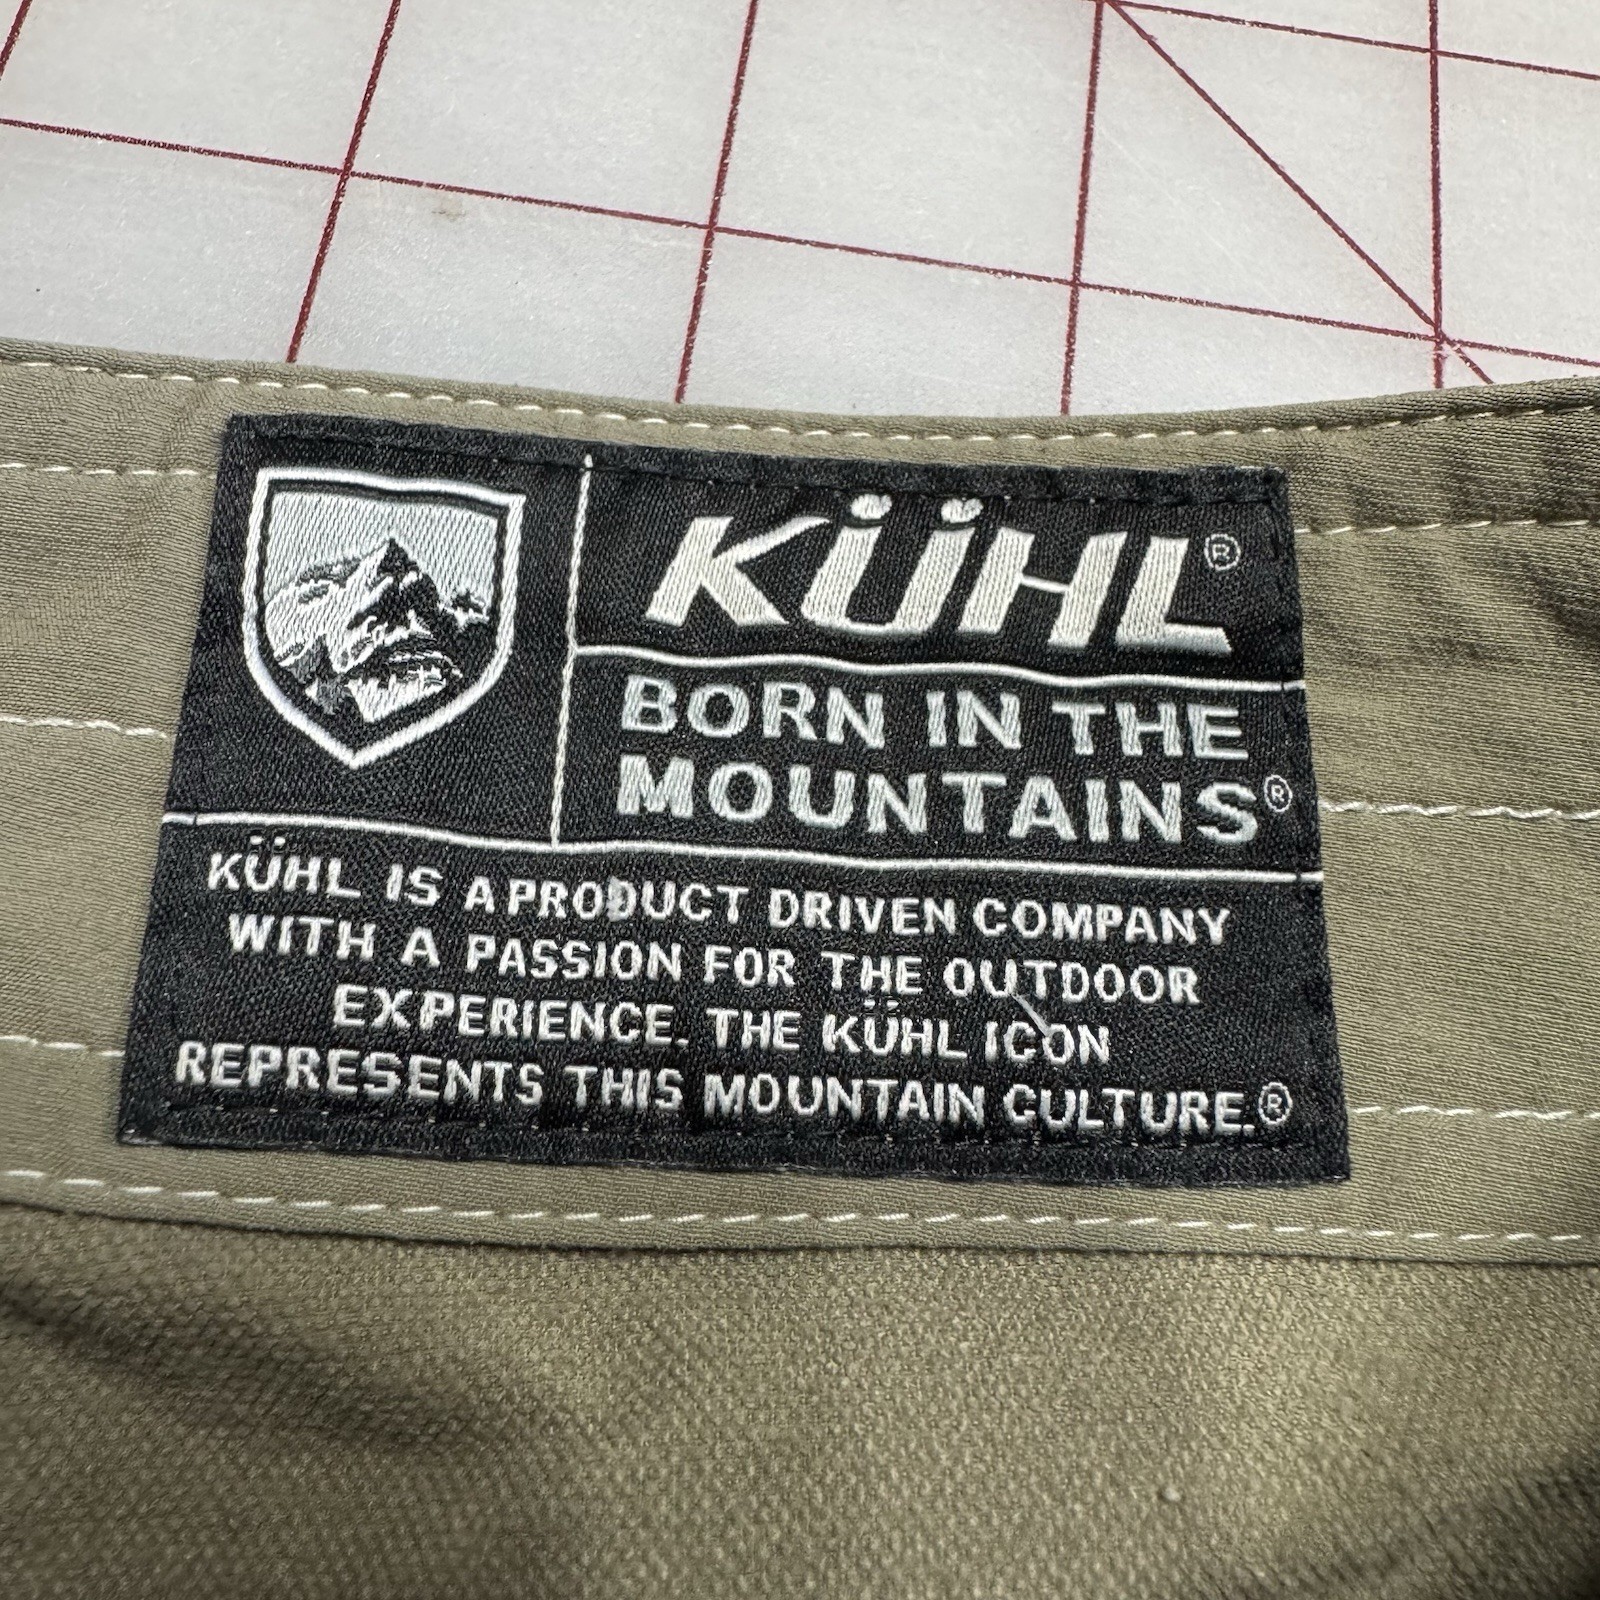 KÜHL®
BORN IN THE
MOUNTAINS®
KÜHL IS A PRODUCT DRIVEN COMPANY
WITH A PASSION FOR THE OUTDOOR
EXPERIENCE. THE KÜHL ICON
REPRESENTS THIS MOUNTAIN CULTURE.®